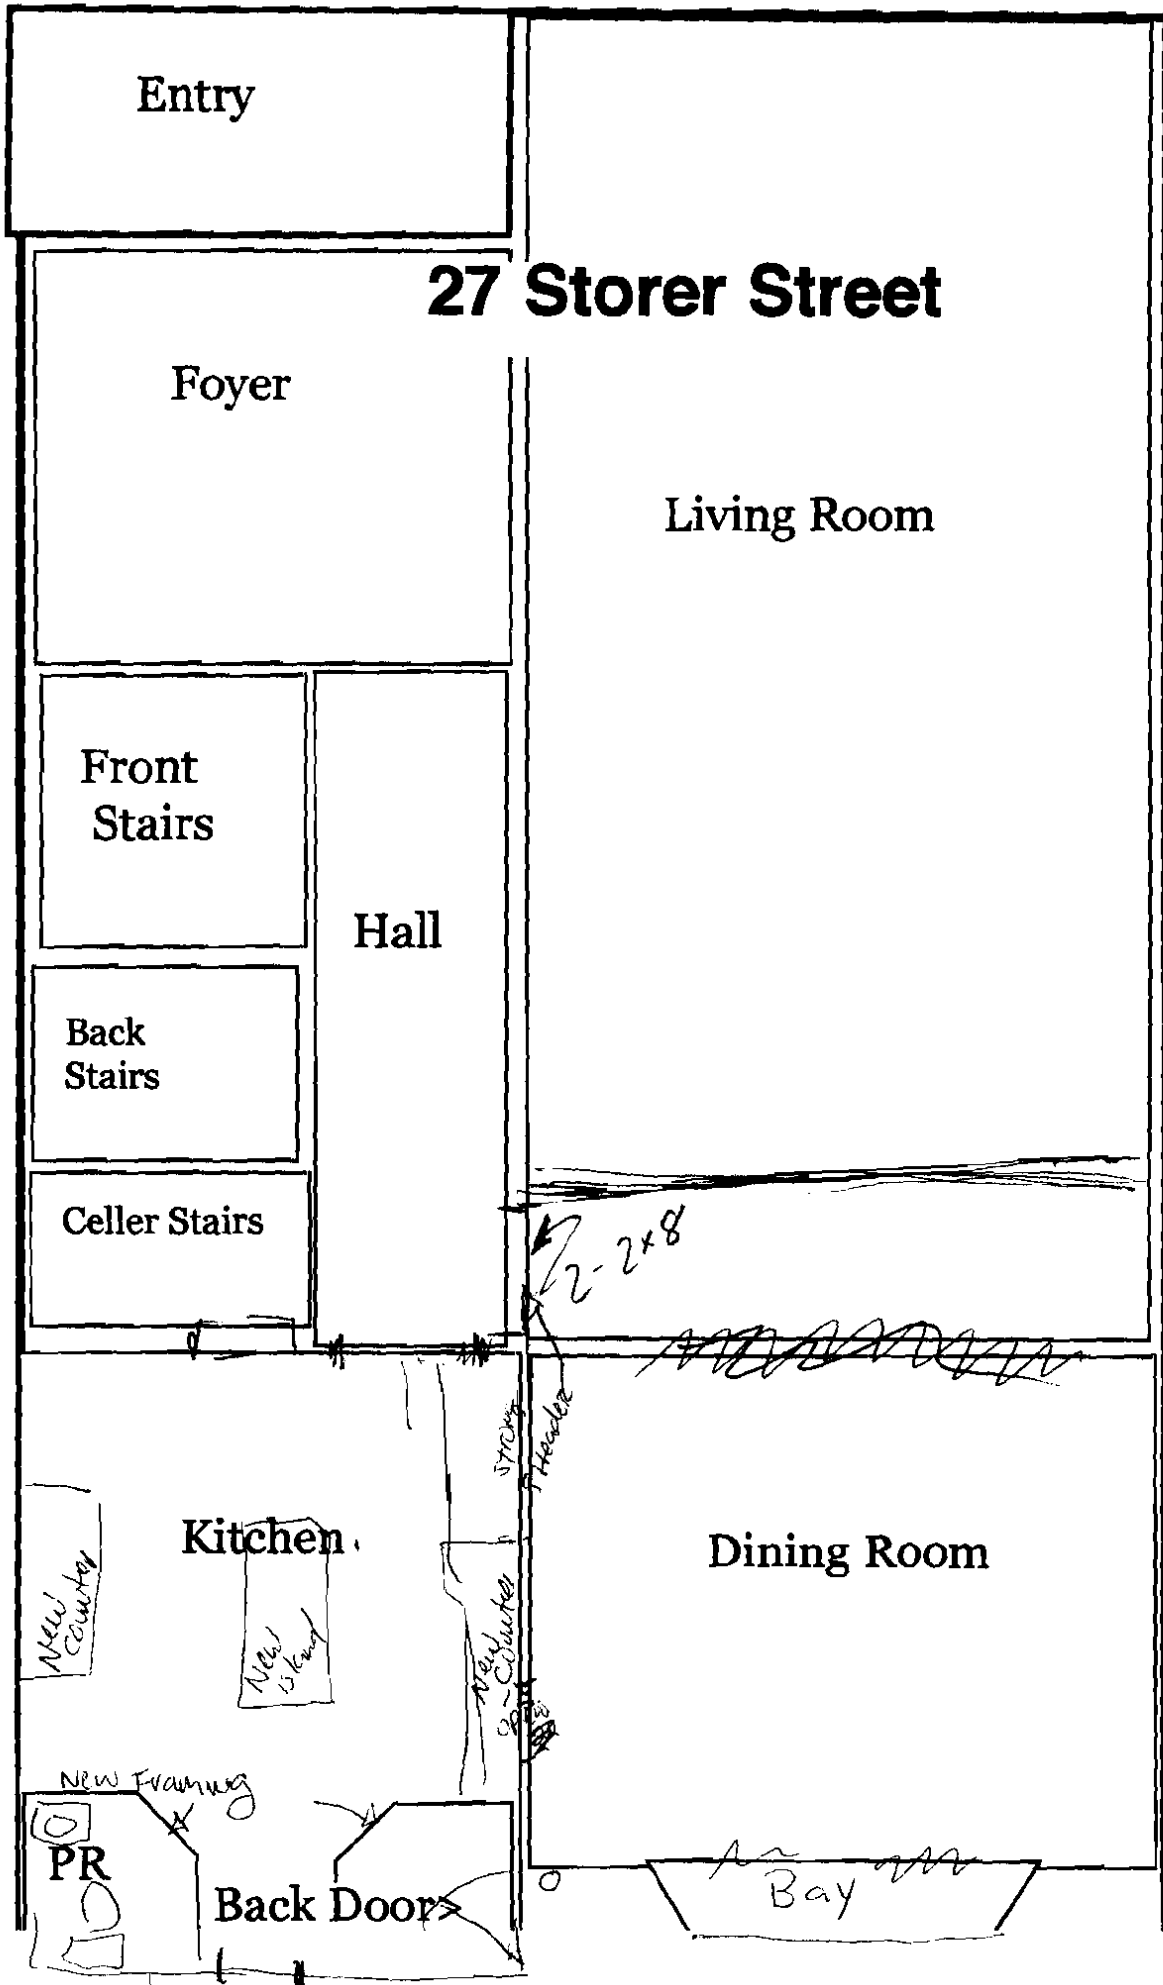 Entry
27 Storer Street
Foyer
Living Room
Front
Stairs
Hall
Back
Stairs
Celler Stairs
2-2x8
Strong
Header
Kitchen
Dining Room
New
Counter
New
island
New
Counter
New Framing
PR
Back Door>
Bay